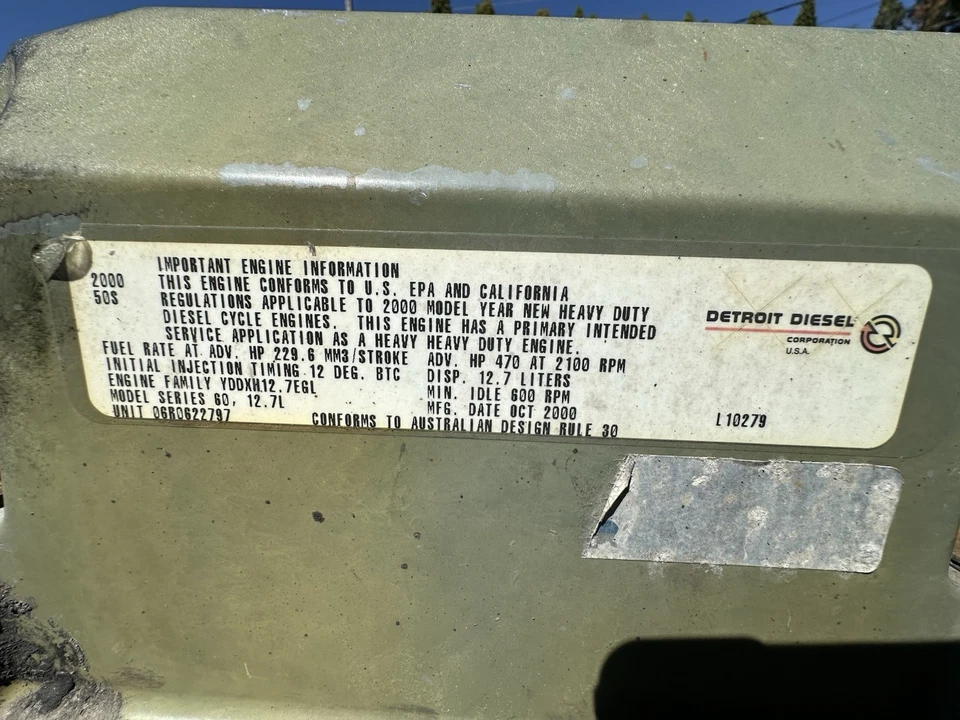 IMPORTANT ENGINE INFORMATION
2000 THIS ENGINE CONFORMS TO U.S. EPA AND CALIFORNIA
50S REGULATIONS APPLICABLE TO 2000 MODEL YEAR NEW HEAVY DUTY
DIESEL CYCLE ENGINES. THIS ENGINE HAS A PRIMARY INTENDED
SERVICE APPLICATION AS A HEAVY HEAVY DUTY ENGINE.
FUEL RATE AT ADV. HP 229.6 MM3/STROKE ADV. HP 470 AT 2100 RPM
INITIAL INJECTION TIMING 12 DEG. BTC DISP. 12.7 LITERS
ENGINE FAMILY YDDXH12.7EGL MIN. IDLE 600 RPM
MODEL SERIES 60, 12.7L MFG. DATE OCT 2000
UNIT 06R0622797 CONFORMS TO AUSTRALIAN DESIGN RULE 30
DETROIT DIESEL
CORPORATION
U.S.A.
L10279